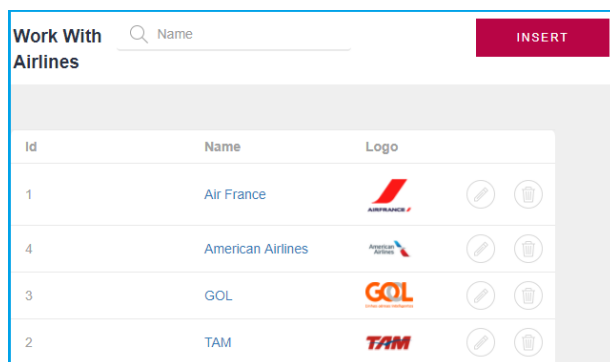 Work With
Airlines
Name
INSERT
Id Name Logo
1 Air France AIRFRANCE
4 American Airlines American
Airlines
3 GOL GOL
2 TAM TAM